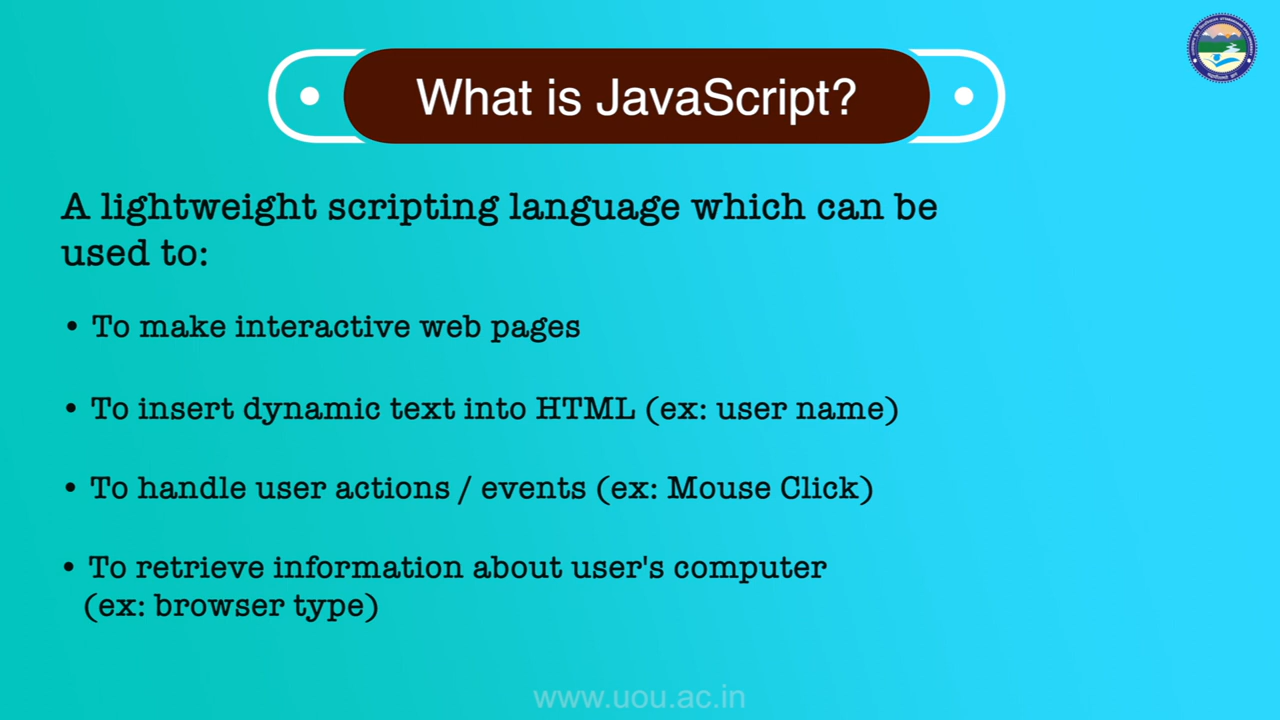 What is JavaScript?
A lightweight scripting language which can be
used to:
• To make interactive web pages
• To insert dynamic text into HTML (ex: user name)
• To handle user actions / events (ex: Mouse Click)
• To retrieve information about user's computer
(ex: browser type)
www.uou.ac.in